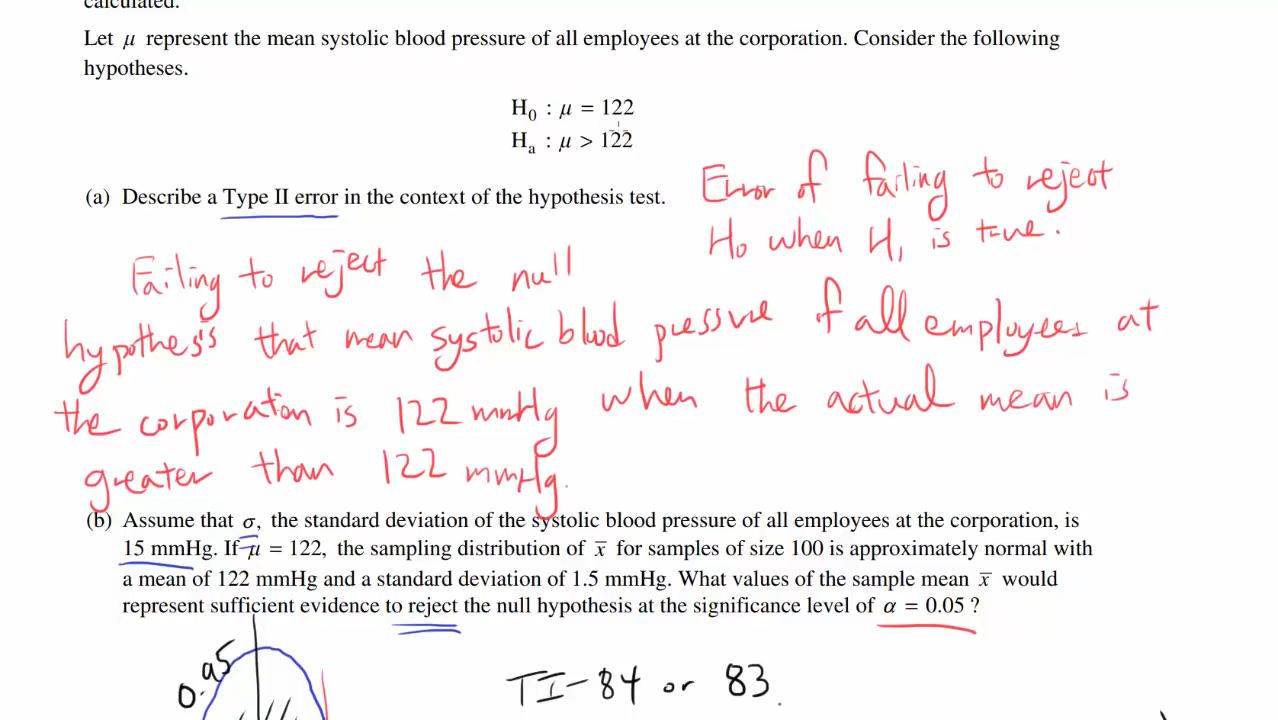 calculated.
Let μ represent the mean systolic blood pressure of all employees at the corporation. Consider the following
hypotheses.
H₀ : μ = 122
Hₐ : μ > 122
(a) Describe a Type II error in the context of the hypothesis test.
Error of failing to reject
H₀ when H₁ is true.
Failing to reject the null
hypothesis that mean systolic blood pressure of all employees at
the corporation is 122 mmHg when the actual mean is
greater than 122 mmHg.
(b) Assume that σ, the standard deviation of the systolic blood pressure of all employees at the corporation, is
15 mmHg. If μ = 122, the sampling distribution of x̅ for samples of size 100 is approximately normal with
a mean of 122 mmHg and a standard deviation of 1.5 mmHg. What values of the sample mean x̅ would
represent sufficient evidence to reject the null hypothesis at the significance level of α = 0.05 ?
0.95
TI-84 or 83.